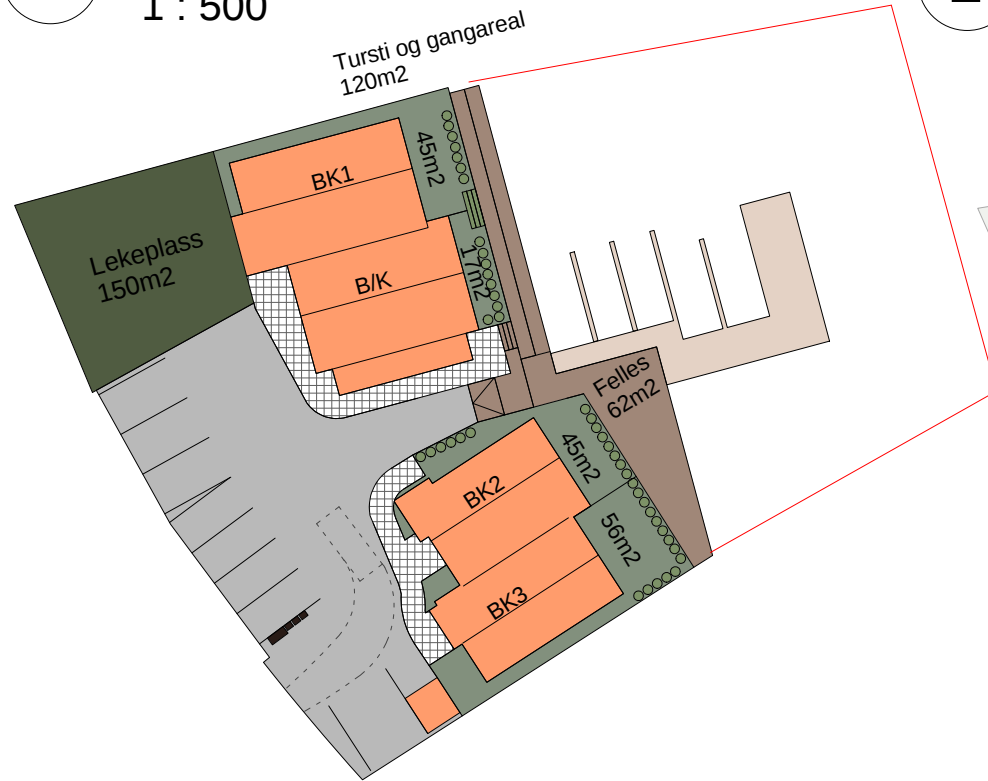 1 : 500
Tursti og gangareal
120m2
45m2
BK1
Lekeplass
150m2
17m2
B/K
Felles
62m2
45m2
BK2
56m2
BK3